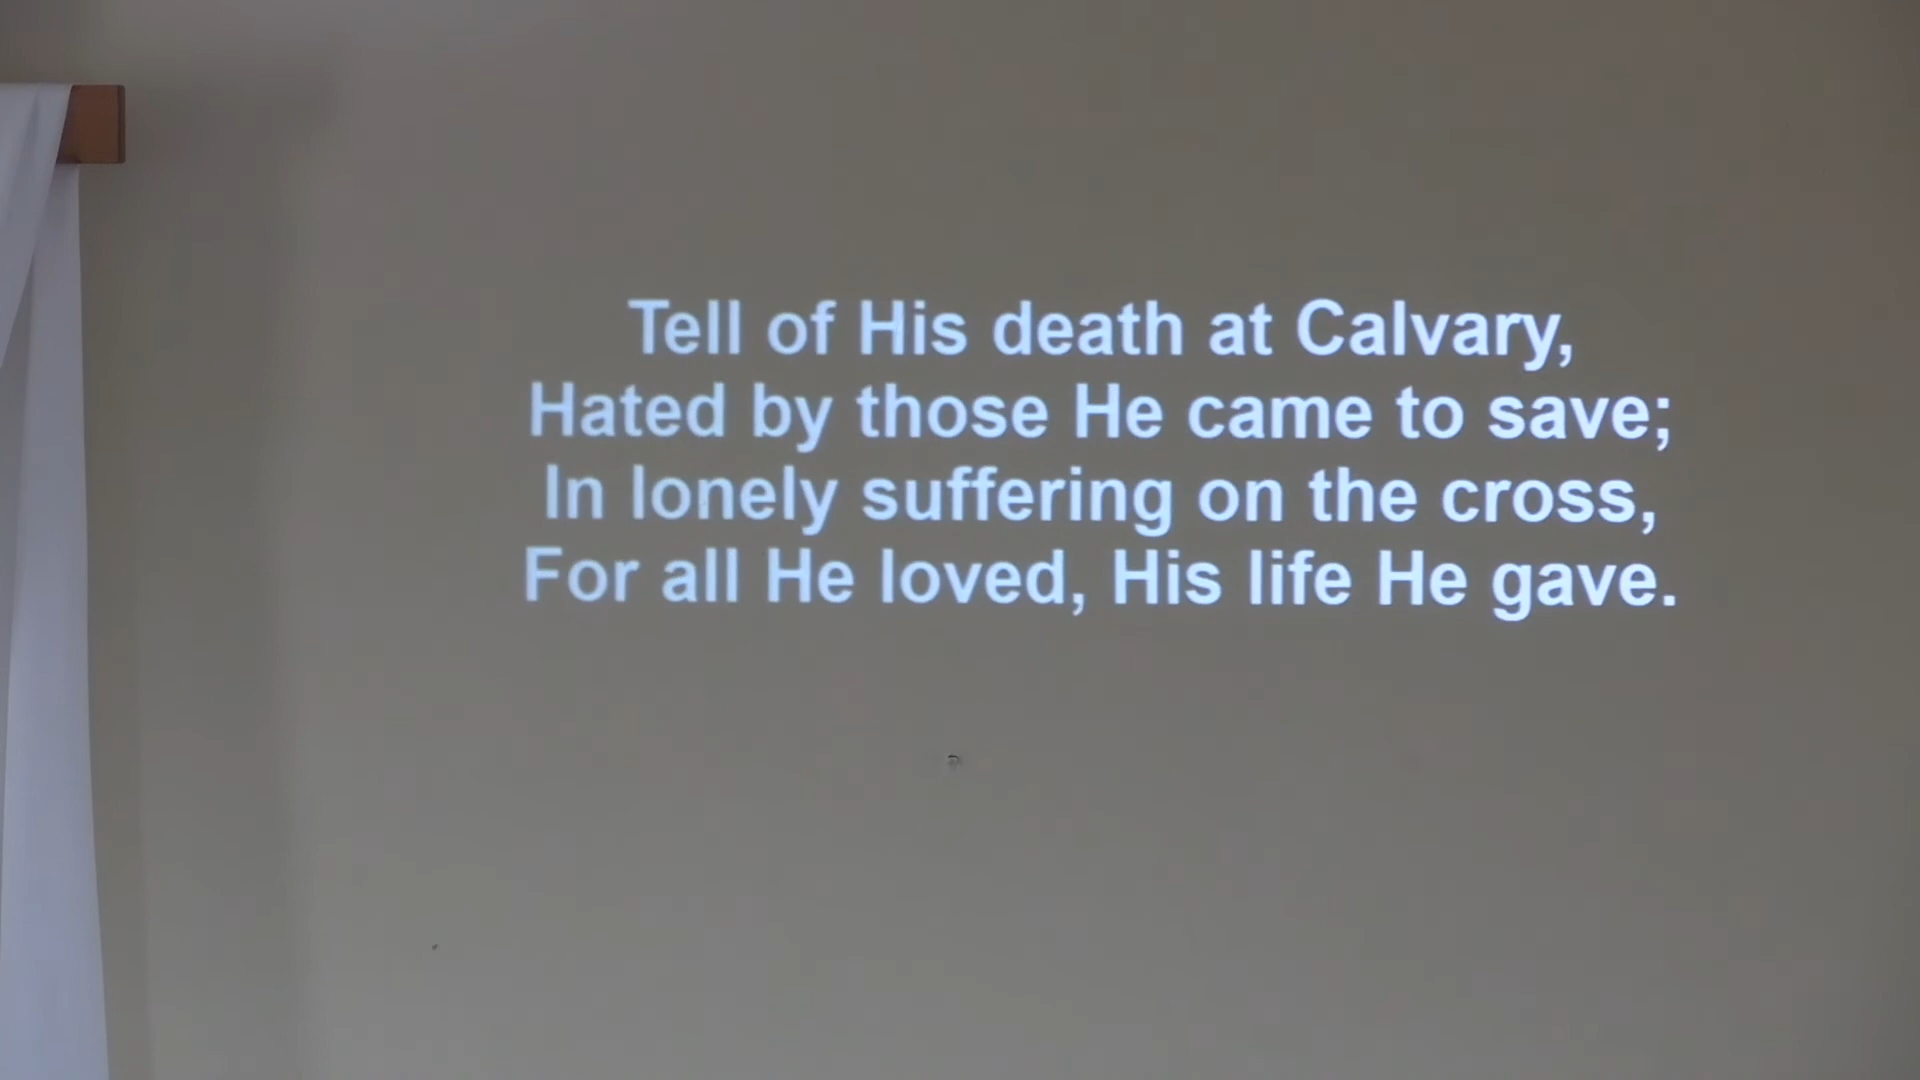 Tell of His death at Calvary,
Hated by those He came to save;
In lonely suffering on the cross,
For all He loved, His life He gave.